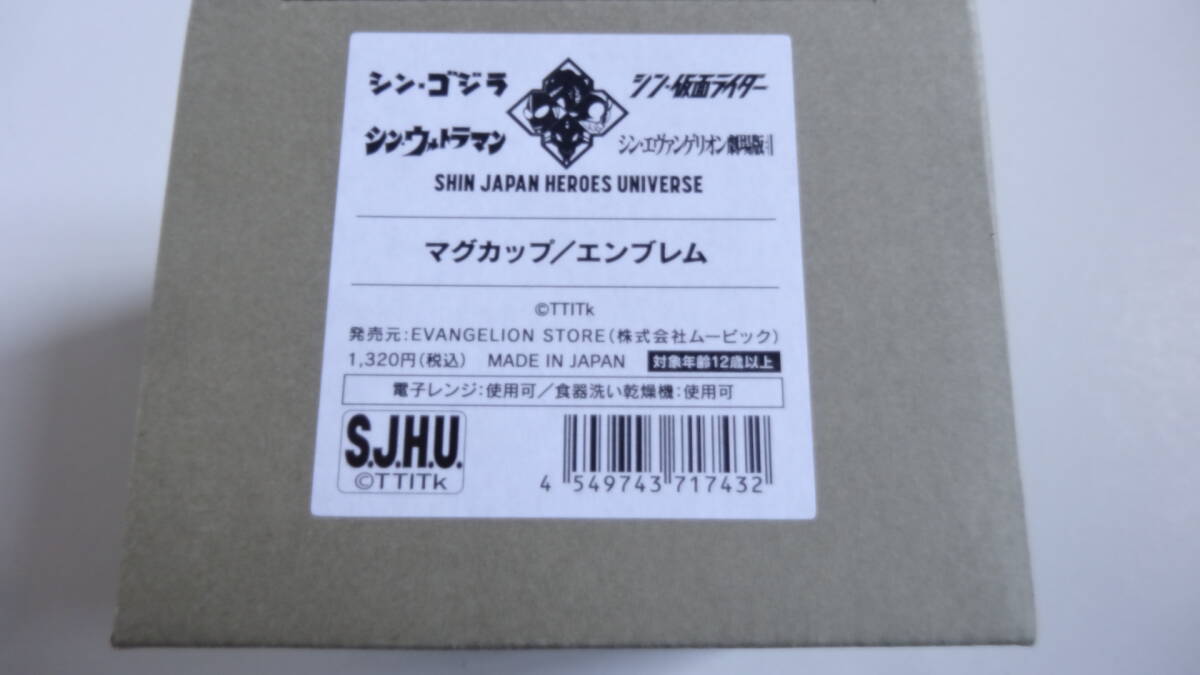 シン・ゴジラ
シン・仮面ライダー
シン・ウルトラマン
シン・エヴァンゲリオン劇場版
SHIN JAPAN HEROES UNIVERSE
マグカップ/エンブレム
©TTITk
発売元:EVANGELION STORE(株式会社ムービック)
1,320円(税込) MADE IN JAPAN 対象年齢12歳以上
電子レンジ:使用可/食器洗い乾燥機:使用可
S.J.H.U.
©TTITk
4 549743 717432